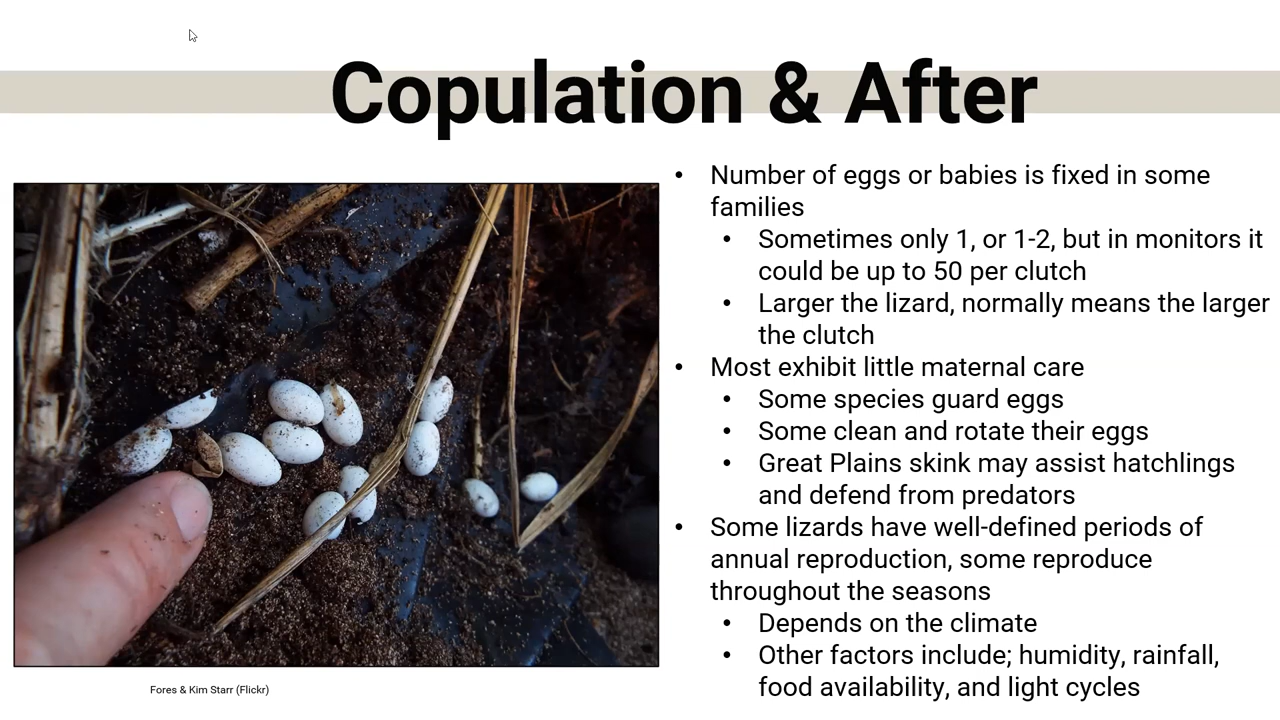 Copulation & After
• Number of eggs or babies is fixed in some
families
• Sometimes only 1, or 1-2, but in monitors it
could be up to 50 per clutch
• Larger the lizard, normally means the larger
the clutch
• Most exhibit little maternal care
• Some species guard eggs
• Some clean and rotate their eggs
• Great Plains skink may assist hatchlings
and defend from predators
• Some lizards have well-defined periods of
annual reproduction, some reproduce
throughout the seasons
• Depends on the climate
• Other factors include; humidity, rainfall,
food availability, and light cycles
Fores & Kim Starr (Flickr)